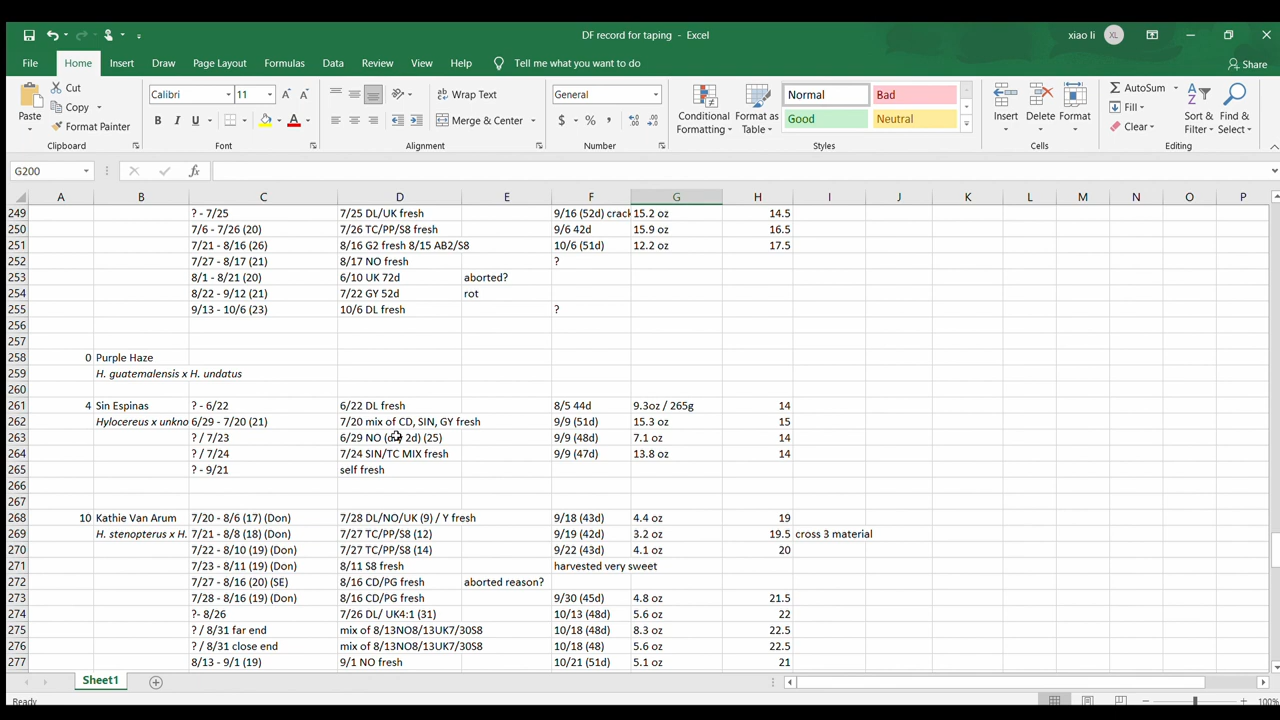 DF record for taping - Excel xiao li XL
File Home Insert Draw Page Layout Formulas Data Review View Help Tell me what you want to do Share
Paste Cut Copy Format Painter Clipboard
Calibri 11 A A B I U A Font
Wrap Text Merge & Center Alignment
General $ % , Number
Conditional Formatting Format as Table Normal Bad Good Neutral Styles
Insert Delete Format Cells
AutoSum Fill Clear Sort & Filter Find & Select Editing
G200 fx
A B C D E F G H I J K L M N O P
249 ? - 7/25 7/25 DL/UK fresh 9/16 (52d) crack 15.2 oz 14.5
250 7/6 - 7/26 (20) 7/26 TC/PP/S8 fresh 9/6 42d 15.9 oz 16.5
251 7/21 - 8/16 (26) 8/16 G2 fresh 8/15 AB2/S8 10/6 (51d) 12.2 oz 17.5
252 7/27 - 8/17 (21) 8/17 NO fresh ?
253 8/1 - 8/21 (20) 6/10 UK 72d aborted?
254 8/22 - 9/12 (21) 7/22 GY 52d rot
255 9/13 - 10/6 (23) 10/6 DL fresh ?
256
257
258 0 Purple Haze
259 H. guatemalensis x H. undatus
260
261 4 Sin Espinas ? - 6/22 6/22 DL fresh 8/5 44d 9.3oz / 265g 14
262 Hylocereus x unkno 6/29 - 7/20 (21) 7/20 mix of CD, SIN, GY fresh 9/9 (51d) 15.3 oz 15
263 ? / 7/23 6/29 NO 2d) (25) 9/9 (48d) 7.1 oz 14
264 ? / 7/24 7/24 SIN/TC MIX fresh 9/9 (47d) 13.8 oz 14
265 ? - 9/21 self fresh
266
267
268 10 Kathie Van Arum 7/20 - 8/6 (17) (Don) 7/28 DL/NO/UK (9) / Y fresh 9/18 (43d) 4.4 oz 19
269 H. stenopterus x H. 7/21 - 8/8 (18) (Don) 7/27 TC/PP/S8 (12) 9/19 (42d) 3.2 oz 19.5 cross 3 material
270 7/22 - 8/10 (19) (Don) 7/27 TC/PP/S8 (14) 9/22 (43d) 4.1 oz 20
271 7/23 - 8/11 (19) (Don) 8/11 S8 fresh harvested very sweet
272 7/27 - 8/16 (20) (SE) 8/16 CD/PG fresh aborted reason?
273 7/28 - 8/16 (19) (Don) 8/16 CD/PG fresh 9/30 (45d) 4.8 oz 21.5
274 ?- 8/26 7/26 DL/ UK4:1 (31) 10/13 (48d) 5.6 oz 22
275 ? / 8/31 far end mix of 8/13NO8/13UK7/30S8 10/18 (48d) 8.3 oz 22.5
276 ? / 8/31 close end mix of 8/13NO8/13UK7/30S8 10/18 (48) 5.6 oz 22.5
277 8/13 - 9/1 (19) 9/1 NO fresh 10/21 (51d) 5.1 oz 21
Sheet1
Ready 100%